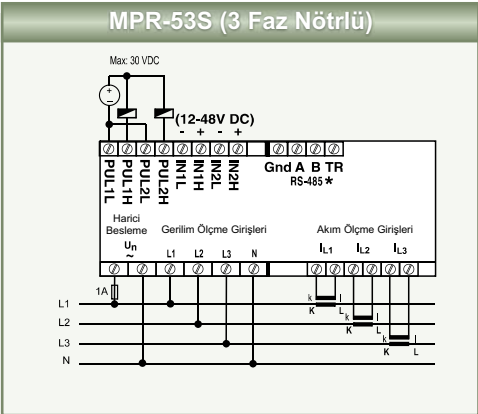 MPR-53S (3 Faz Nötrlü)
Max: 30 VDC
+
-
(12-48V DC)
- + - +
PUL1L PUL1H PUL2L PUL2H IN1L IN1H IN2L IN2H
Gnd A B TR
RS-485 *
Harici
Besleme
Gerilim Ölçme Girişleri
Akım Ölçme Girişleri
Un
~
L1 L2 L3 N
IL1 IL2 IL3
1A
L1
k l
K L
L2
k l
K L
L3
k l
K L
N